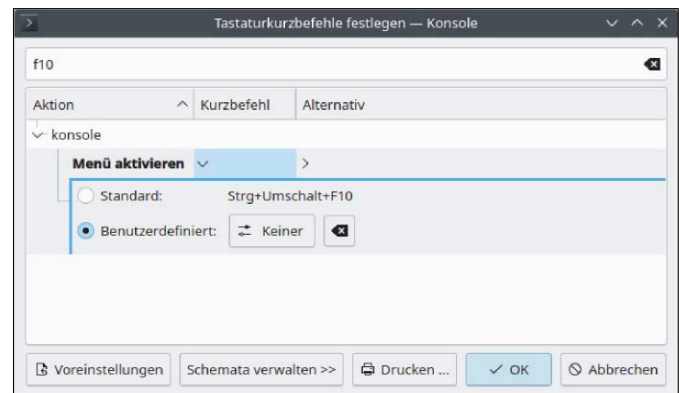 Tastaturkurzbefehle festlegen — Konsole
f10
Aktion Kurzbefehl Alternativ
konsole
Menü aktivieren
Standard: Strg+Umschalt+F10
Benutzerdefiniert: Keiner
Voreinstellungen Schemata verwalten >> Drucken ... OK Abbrechen